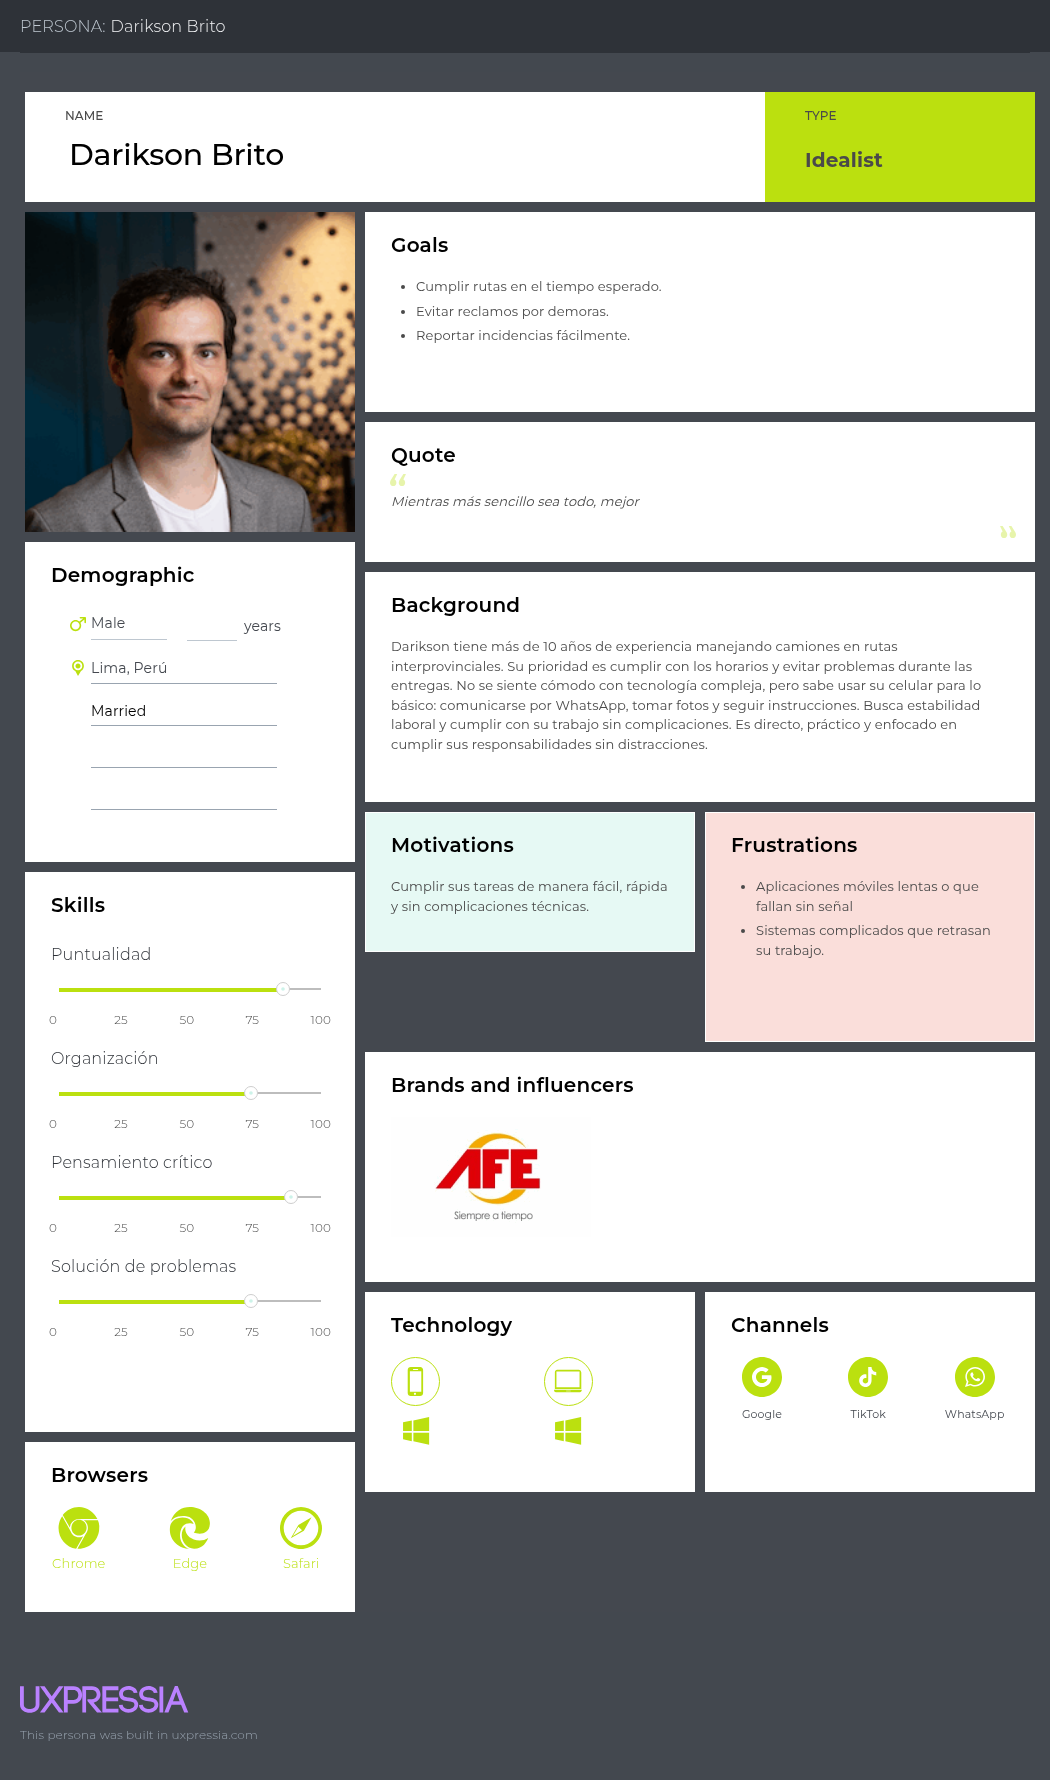 PERSONA: Darikson Brito
NAME
Darikson Brito
TYPE
Idealist
Goals
• Cumplir rutas en el tiempo esperado.
• Evitar reclamos por demoras.
• Reportar incidencias fácilmente.
Quote
“
Mientras más sencillo sea todo, mejor
”
Demographic
Male
years
Lima, Perú
Married
Background
Darikson tiene más de 10 años de experiencia manejando camiones en rutas
interprovinciales. Su prioridad es cumplir con los horarios y evitar problemas durante las
entregas. No se siente cómodo con tecnología compleja, pero sabe usar su celular para lo
básico: comunicarse por WhatsApp, tomar fotos y seguir instrucciones. Busca estabilidad
laboral y cumplir con su trabajo sin complicaciones. Es directo, práctico y enfocado en
cumplir sus responsabilidades sin distracciones.
Motivations
Cumplir sus tareas de manera fácil, rápida
y sin complicaciones técnicas.
Frustrations
• Aplicaciones móviles lentas o que
fallan sin señal
• Sistemas complicados que retrasan
su trabajo.
Skills
Puntualidad
0 25 50 75 100
Organización
0 25 50 75 100
Pensamiento crítico
0 25 50 75 100
Solución de problemas
0 25 50 75 100
Brands and influencers
AFE
Siempre a tiempo
Technology
Channels
Google
TikTok
WhatsApp
Browsers
Chrome
Edge
Safari
UXPRESSIA
This persona was built in uxpressia.com